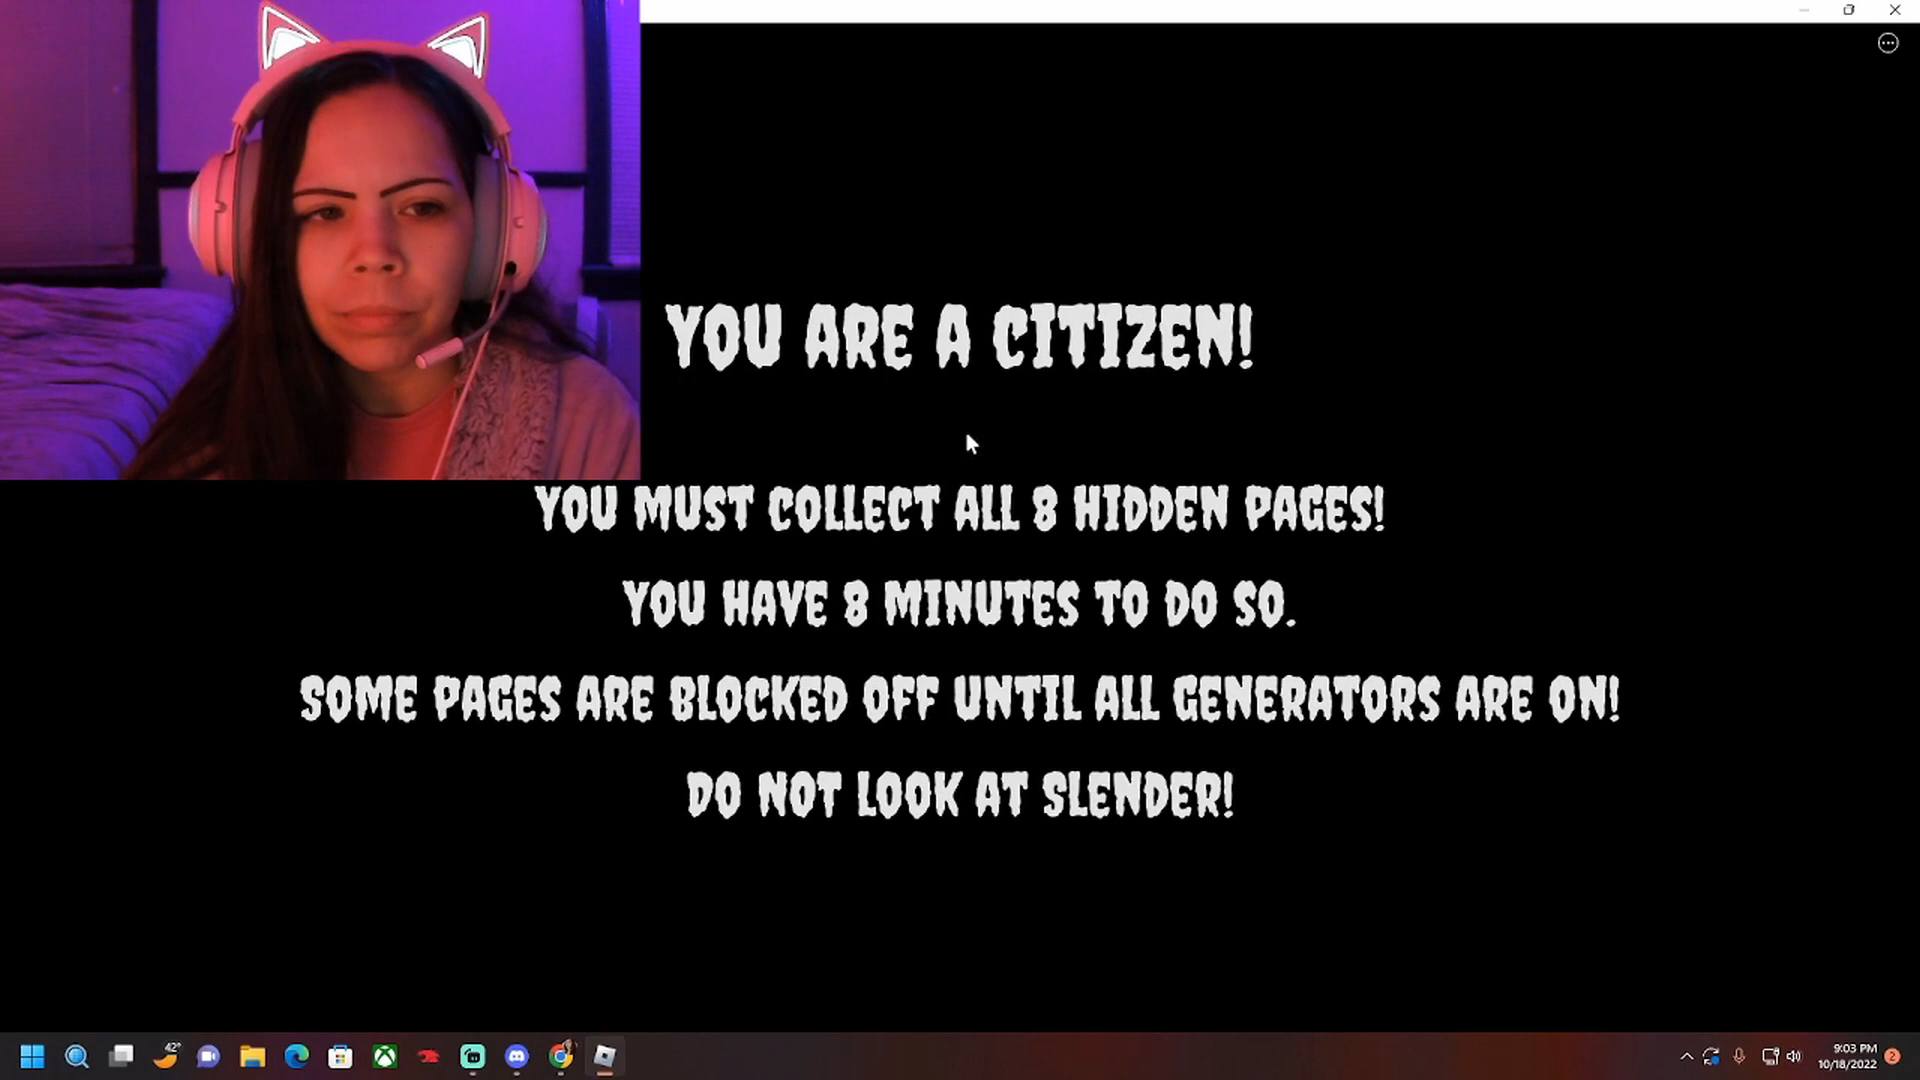 YOU ARE A CITIZEN!
YOU MUST COLLECT ALL 8 HIDDEN PAGES!
YOU HAVE 8 MINUTES TO DO SO.
SOME PAGES ARE BLOCKED OFF UNTIL ALL GENERATORS ARE ON!
DO NOT LOOK AT SLENDER!
42°
9:03 PM
10/18/2022
2